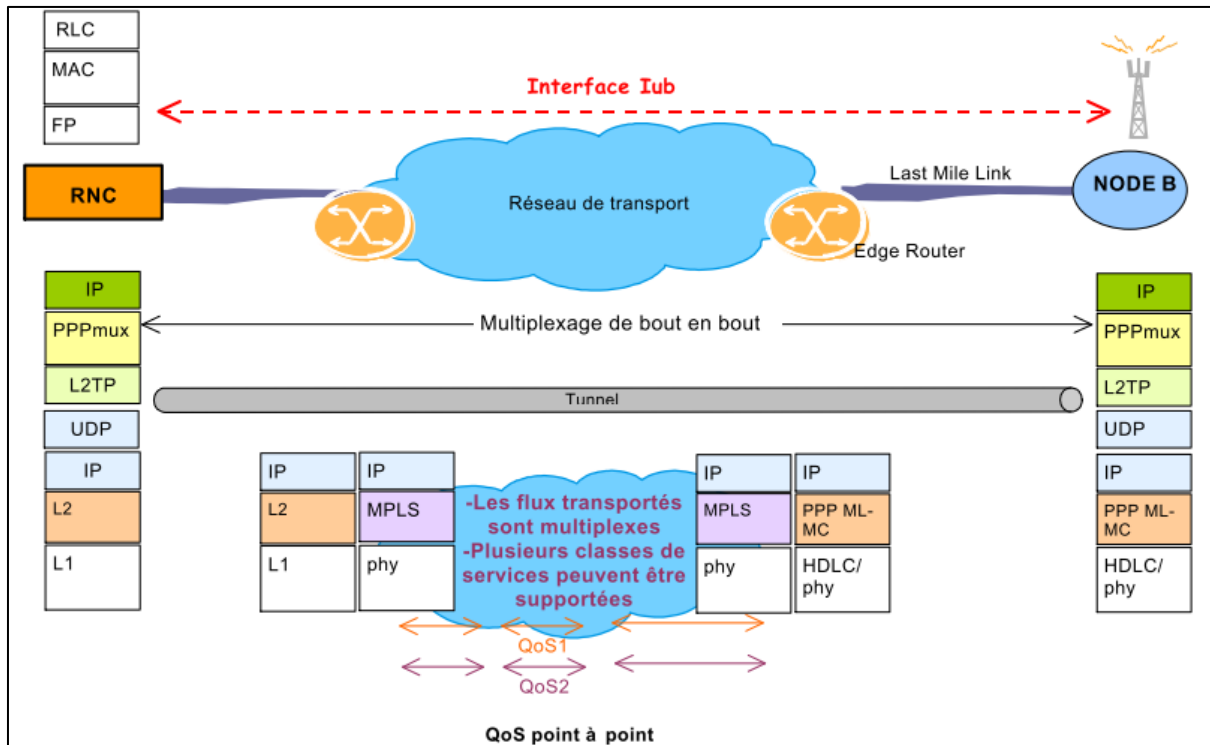 RLC
MAC
FP
Interface Iub
RNC
Réseau de transport
Last Mile Link
NODE B
Edge Router
IP
PPPmux
L2TP
UDP
IP
L2
L1
Multiplexage de bout en bout
Tunnel
IP
L2
L1
IP
MPLS
phy
-Les flux transportés
sont multiplexes
-Plusieurs classes de
services peuvent être
supportées
QoS1
QoS2
IP
MPLS
phy
IP
PPP ML-
MC
HDLC/
phy
IP
PPPmux
L2TP
UDP
IP
PPP ML-
MC
HDLC/
phy
QoS point à point